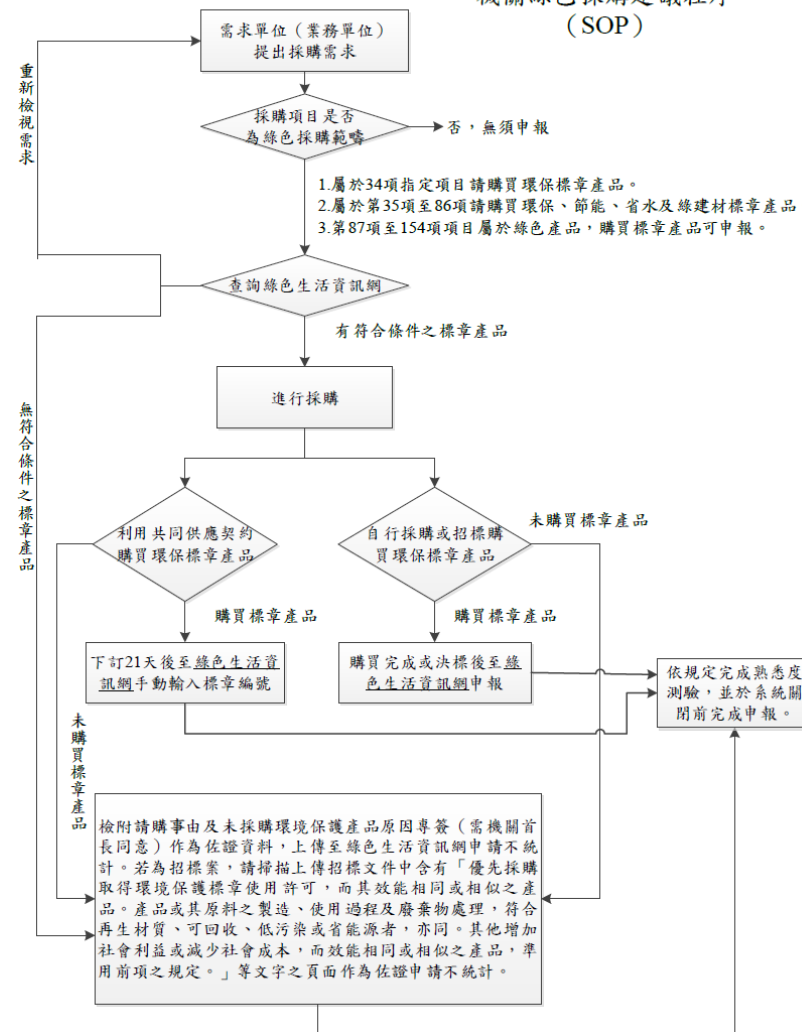 機關綠色採購建議程序
(SOP)
需求單位（業務單位）
提出採購需求
重新檢視需求
採購項目是否
為綠色採購範疇
否，無須申報
1.屬於34項指定項目請購買環保標章產品。
2.屬於第35項至86項請購買環保、節能、省水及綠建材標章產品
3.第87項至154項項目屬於綠色產品，購買標章產品可申報。
查詢綠色生活資訊網
有符合條件之標章產品
進行採購
無符合條件之標章產品
利用共同供應契約
購買環保標章產品
自行採購或招標購
買環保標章產品
未購買標章產品
購買標章產品
購買標章產品
下訂21天後至綠色生活資
訊網手動輸入標章編號
購買完成或決標後至綠
色生活資訊網申報
依規定完成熟悉度
測驗，並於系統關
閉前完成申報。
未購買標章產品
檢附請購事由及未採購環境保護產品原因專簽（需機關首
長同意）作為佐證資料，上傳至綠色生活資訊網申請不統
計。若為招標案，請掃描上傳招標文件中含有「優先採購
取得環境保護標章使用許可，而其效能相同或相似之產
品。產品或其原料之製造、使用過程及廢棄物處理，符合
再生材質、可回收、低污染或省能源者，亦同。其他增加
社會利益或減少社會成本，而效能相同或相似之產品，準
用前項之規定。」等文字之頁面作為佐證申請不統計。